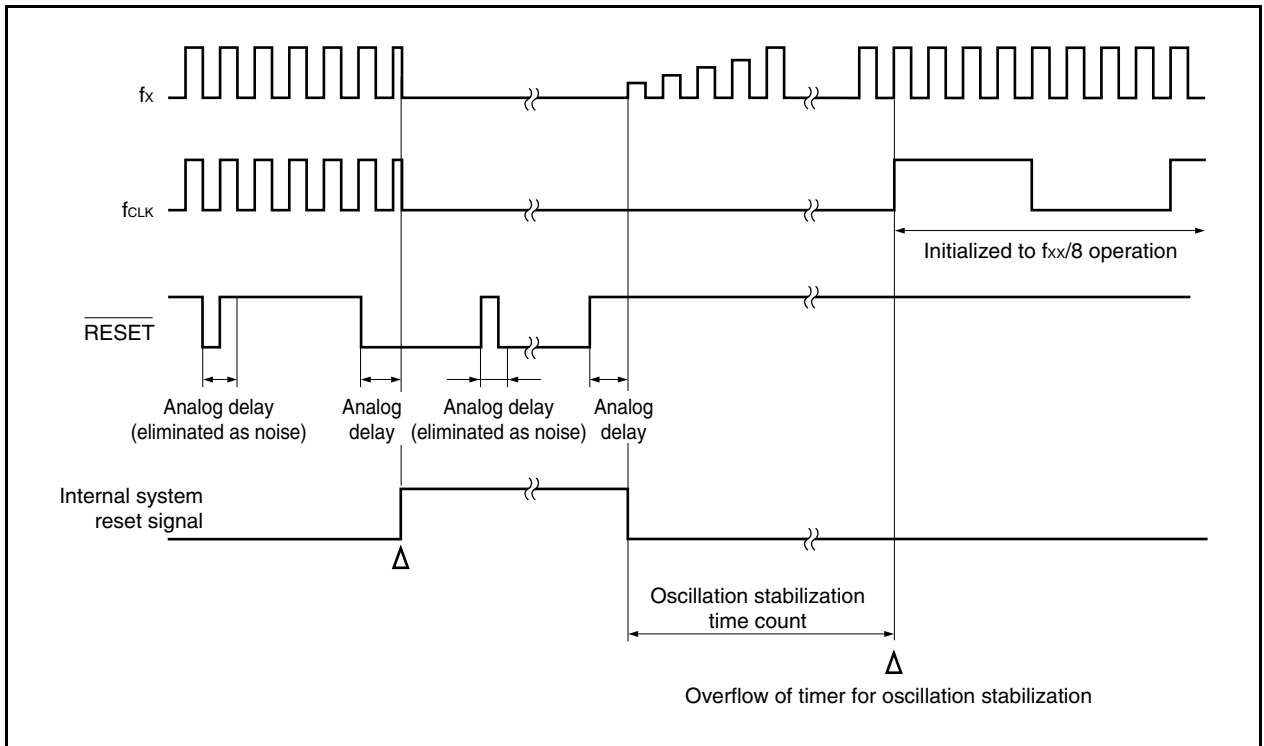 fX
fCLK
Initialized to fXX/8 operation
RESET
Analog delay
(eliminated as noise)
Analog
delay
Analog delay
(eliminated as noise)
Analog
delay
Internal system
reset signal
Oscillation stabilization
time count
Overflow of timer for oscillation stabilization